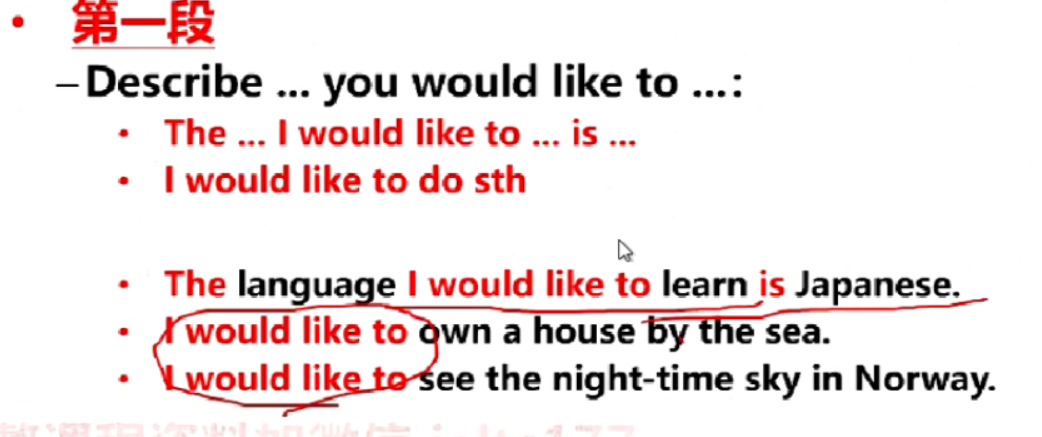 • 第一段
–Describe ... you would like to ...:
• The ... I would like to ... is ...
• I would like to do sth
• The language I would like to learn is Japanese.
• I would like to own a house by the sea.
• I would like to see the night-time sky in Norway.